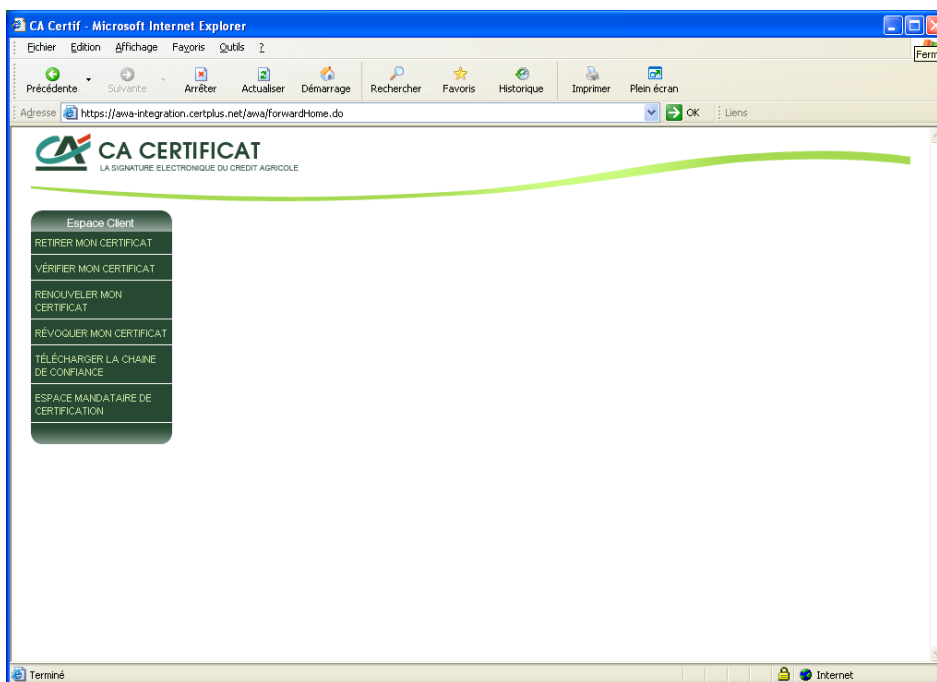 CA Certif - Microsoft Internet Explorer
Fichier Edition Affichage Favoris Outils ?
Ferm
Précédente Suivante Arrêter Actualiser Démarrage Rechercher Favoris Historique Imprimer Plein écran
Adresse https://awa-integration.certplus.net/awa/forwardHome.do OK Liens
CA CERTIFICAT
LA SIGNATURE ELECTRONIQUE DU CREDIT AGRICOLE
Espace Client
RETIRER MON CERTIFICAT
VÉRIFIER MON CERTIFICAT
RENOUVELER MON
CERTIFICAT
RÉVOQUER MON CERTIFICAT
TÉLÉCHARGER LA CHAINE
DE CONFIANCE
ESPACE MANDATAIRE DE
CERTIFICATION
Terminé Internet